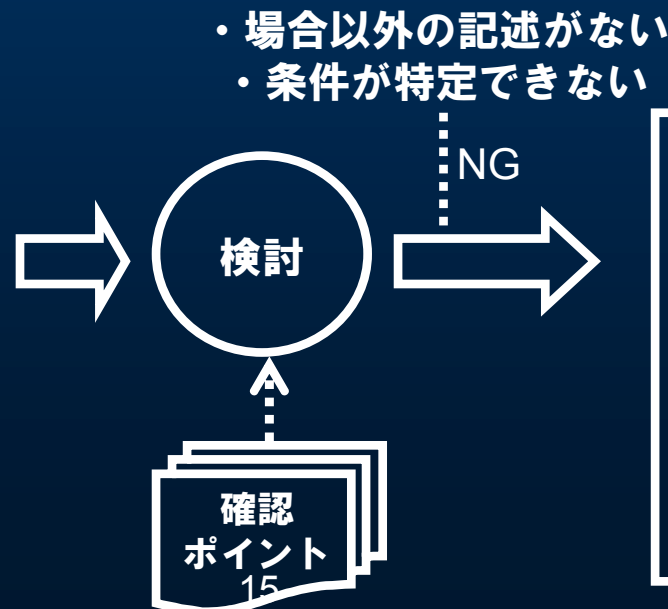 ・場合以外の記述がない
・条件が特定できない
NG
検討
確認
ポイント
15